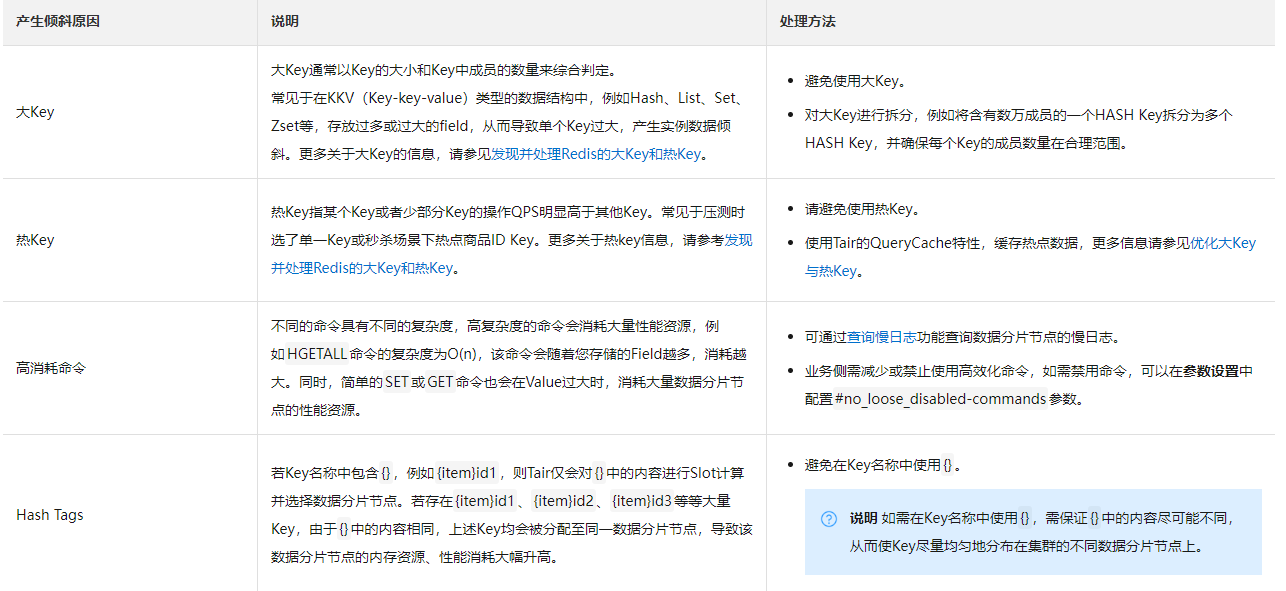 产生倾斜原因
说明
处理方法
大Key
大Key通常以Key的大小和Key中成员的数量来综合判定。
常见于在KKV（Key-key-value）类型的数据结构中，例如Hash、List、Set、
Zset等，存放过多或过大的field，从而导致单个Key过大，产生实例数据倾
斜。更多关于大Key的信息，请参见发现并处理Redis的大Key和热Key。
避免使用大Key。
对大Key进行拆分，例如将含有数万成员的一个HASH Key拆分为多个
HASH Key，并确保每个Key的成员数量在合理范围。
热Key
热Key指某个Key或者少部分Key的操作QPS明显高于其他Key。常见于压测时
选了单一Key或秒杀场景下热点商品ID Key。更多关于热key信息，请参考发现
并处理Redis的大Key和热Key。
请避免使用热Key。
使用Tair的QueryCache特性，缓存热点数据，更多信息请参见优化大Key
与热Key。
高消耗命令
不同的命令具有不同的复杂度，高复杂度的命令会消耗大量性能资源，例
如HGETALL命令的复杂度为O(n)，该命令会随着您存储的Field越多，消耗越
大。同时，简单的SET或GET命令也会在Value过大时，消耗大量数据分片节
点的性能资源。
可通过查询慢日志功能查询数据分片节点的慢日志。
业务侧需减少或禁止使用高效化命令，如需禁用命令，可以在参数设置中
配置#no_loose_disabled-commands参数。
Hash Tags
若Key名称中包含{}，例如{item}id1，则Tair仅会对{}中的内容进行Slot计算
并选择数据分片节点。若存在{item}id1、{item}id2、{item}id3等等大量
Key，由于{}中的内容相同，上述Key均会被分配至同一数据分片节点，导致该
数据分片节点的内存资源、性能消耗大幅升高。
避免在Key名称中使用{}。
说明 如需在Key名称中使用{}，需保证{}中的内容尽可能不同，
从而使Key尽量均匀地分布在集群的不同数据分片节点上。